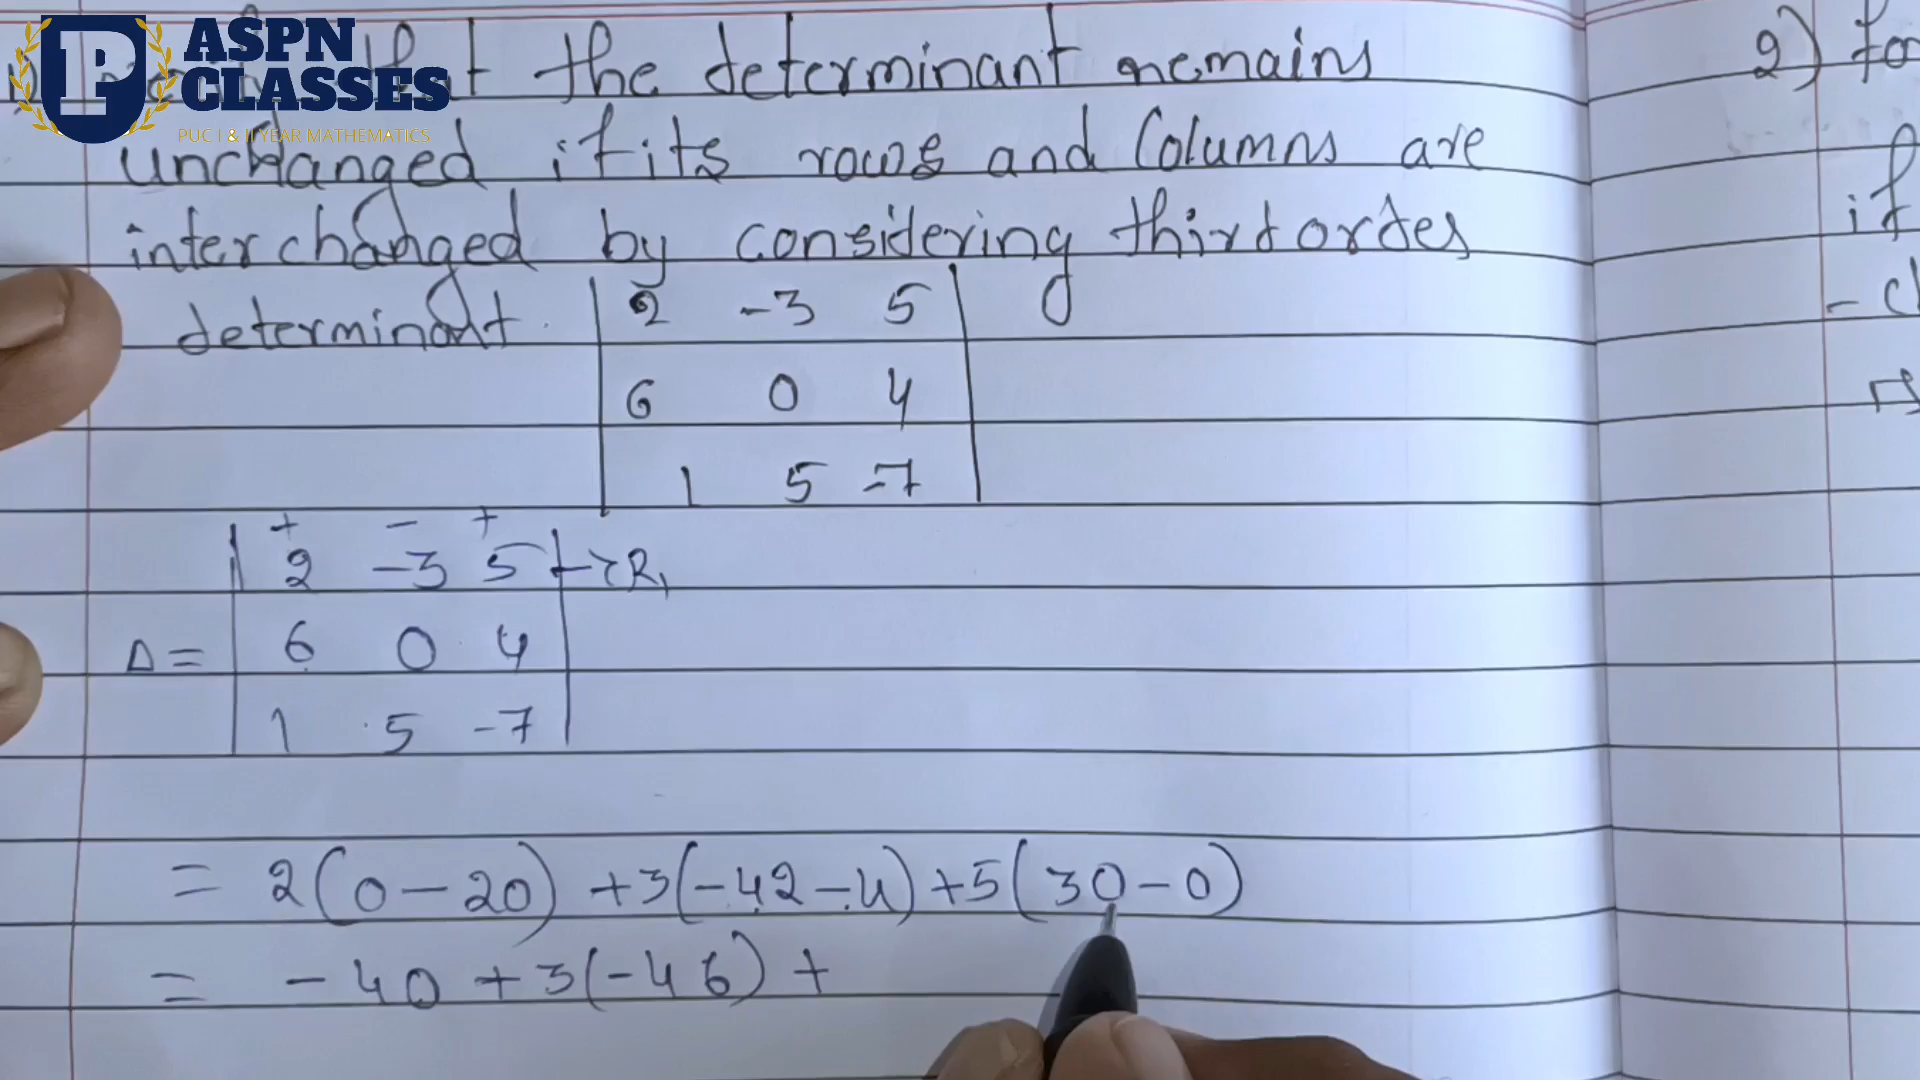 ASPN
CLASSES
PUC I & II YEAR MATHEMATICS
the determinant remains
unchanged if its rows and Columns are
interchanged by considering third order
determinant.
2 -3 5
6 0 4
1 5 -7
+ - +
2 -3 5 → R₁
Δ = 6 0 4
1 5 -7
= 2(0-20) +3(-42-4)+5(30-0)
= -40 +3(-46) +
2) fo
if
- cl